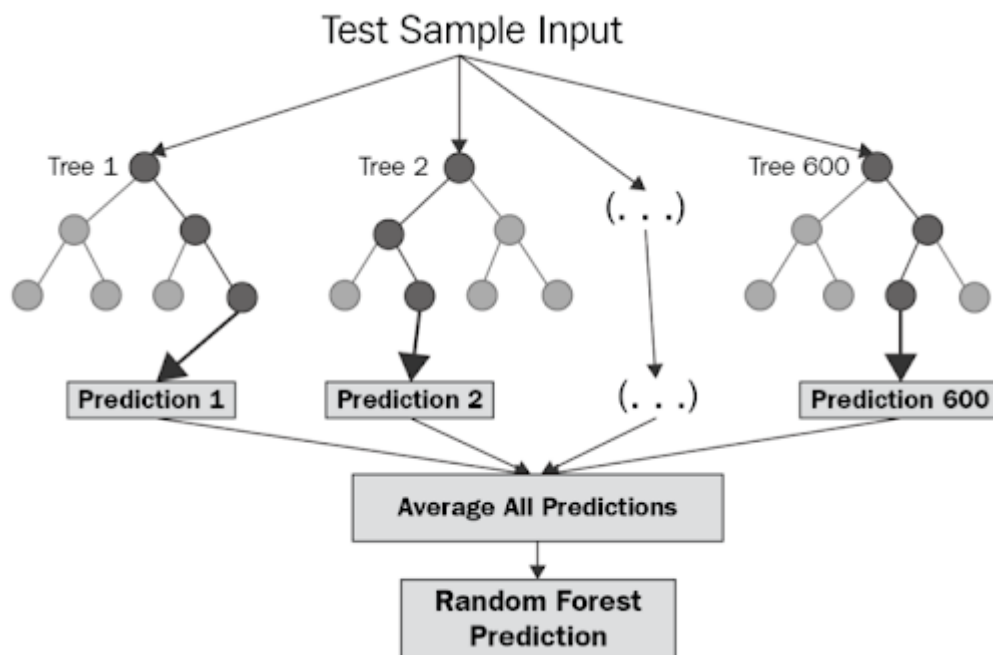 Test Sample Input
Tree 1
Tree 2
Tree 600
(. . .)
Prediction 1
Prediction 2
(. . .)
Prediction 600
Average All Predictions
Random Forest
Prediction